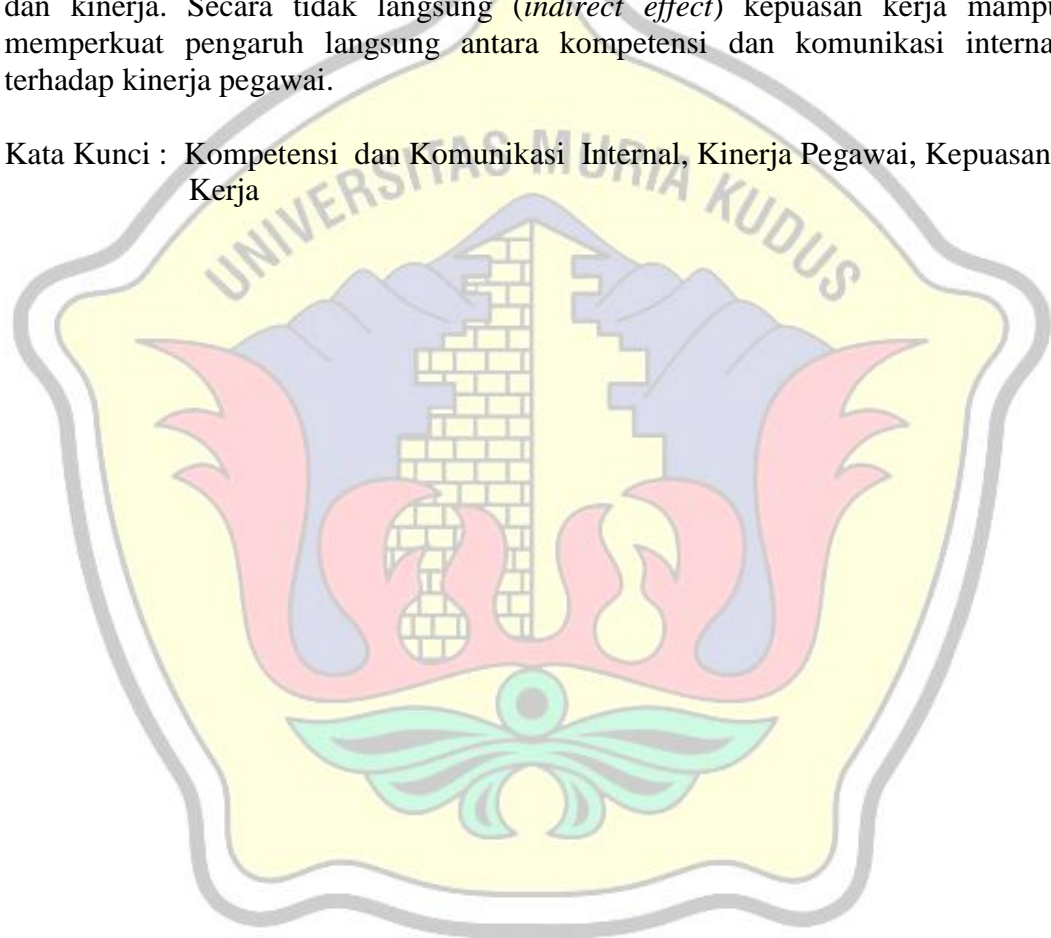 dan kinerja. Secara tidak langsung (indirect effect) kepuasan kerja mampu
memperkuat pengaruh langsung antara kompetensi dan komunikasi interna
terhadap kinerja pegawai.
Kata Kunci : Kompetensi dan Komunikasi Internal, Kinerja Pegawai, Kepuasan
Kerja
UNIVERSITAS MURIA KUDUS